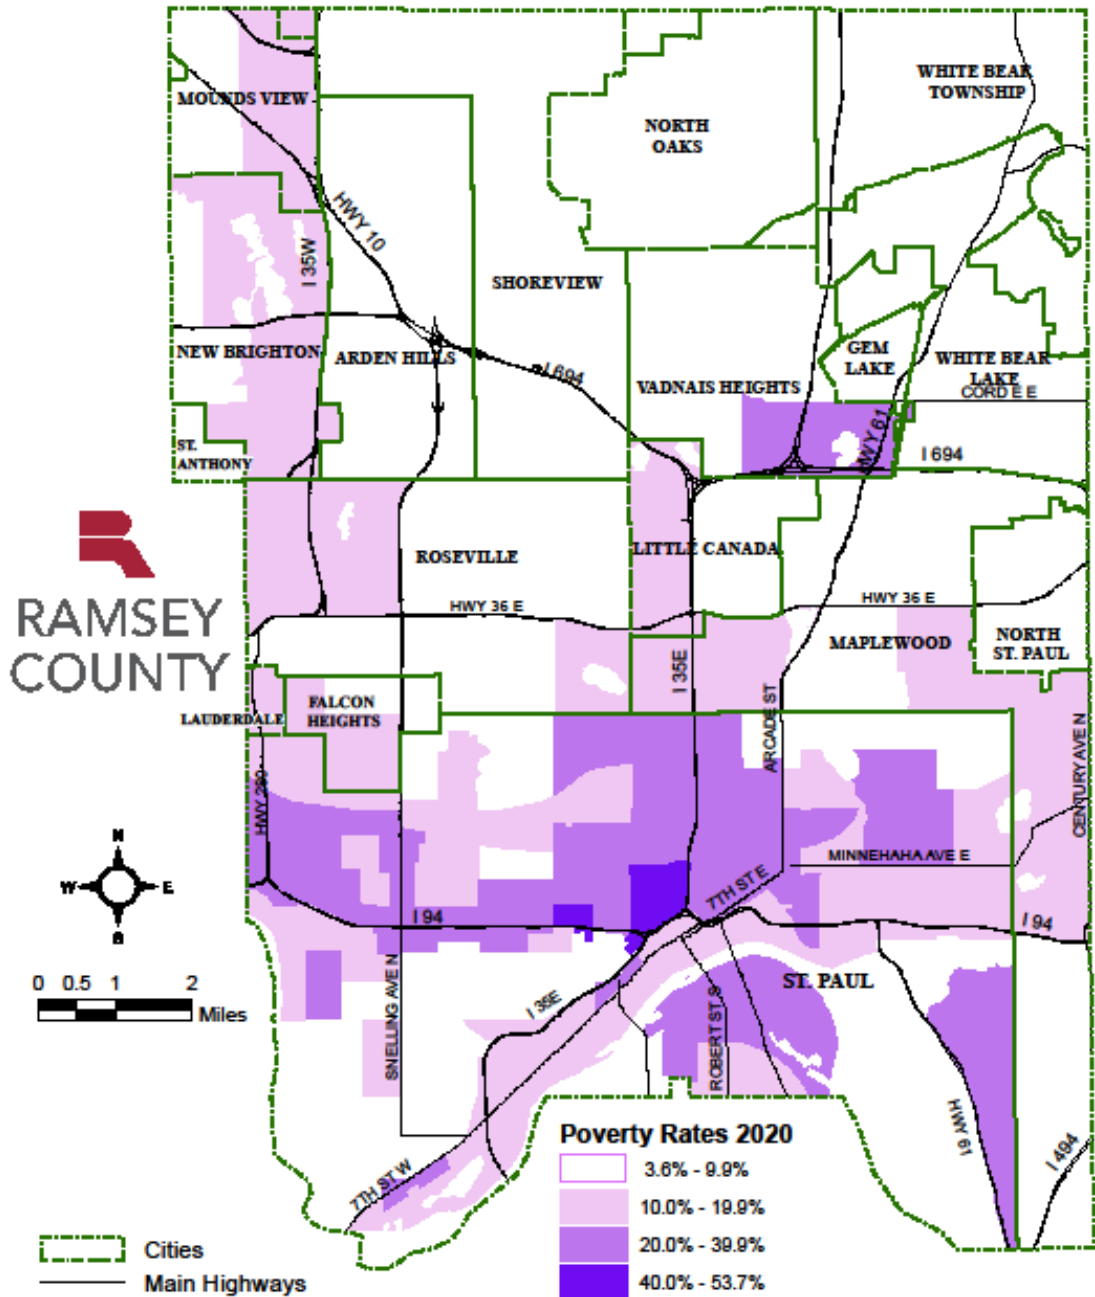 WHITE BEAR
TOWNSHIP
MOUNDS VIEW
NORTH
OAKS
HWY 10
I 35W
SHOREVIEW
NEW BRIGHTON
ARDEN HILLS
I 694
GEM
LAKE
WHITE BEAR
LAKE
VADNAIS HEIGHTS
CORD E E
HWY 61
ST.
ANTHONY
I 694
RAMSEY
COUNTY
ROSEVILLE
LITTLE CANADA
HWY 36 E
HWY 36 E
MAPLEWOOD
NORTH
ST. PAUL
I 35E
ARCADE ST
LAUDERDALE
FALCON
HEIGHTS
CENTURY AVE N
HWY 280
N
W
E
S
MINNEHAHA AVE E
7TH ST E
I 94
I 94
ST. PAUL
0 0.5 1 2
Miles
SNELLING AVE N
I 35E
ROBERT ST S
HWY 61
I 494
7TH ST W
Poverty Rates 2020
3.6% - 9.9%
10.0% - 19.9%
20.0% - 39.9%
40.0% - 53.7%
Cities
Main Highways